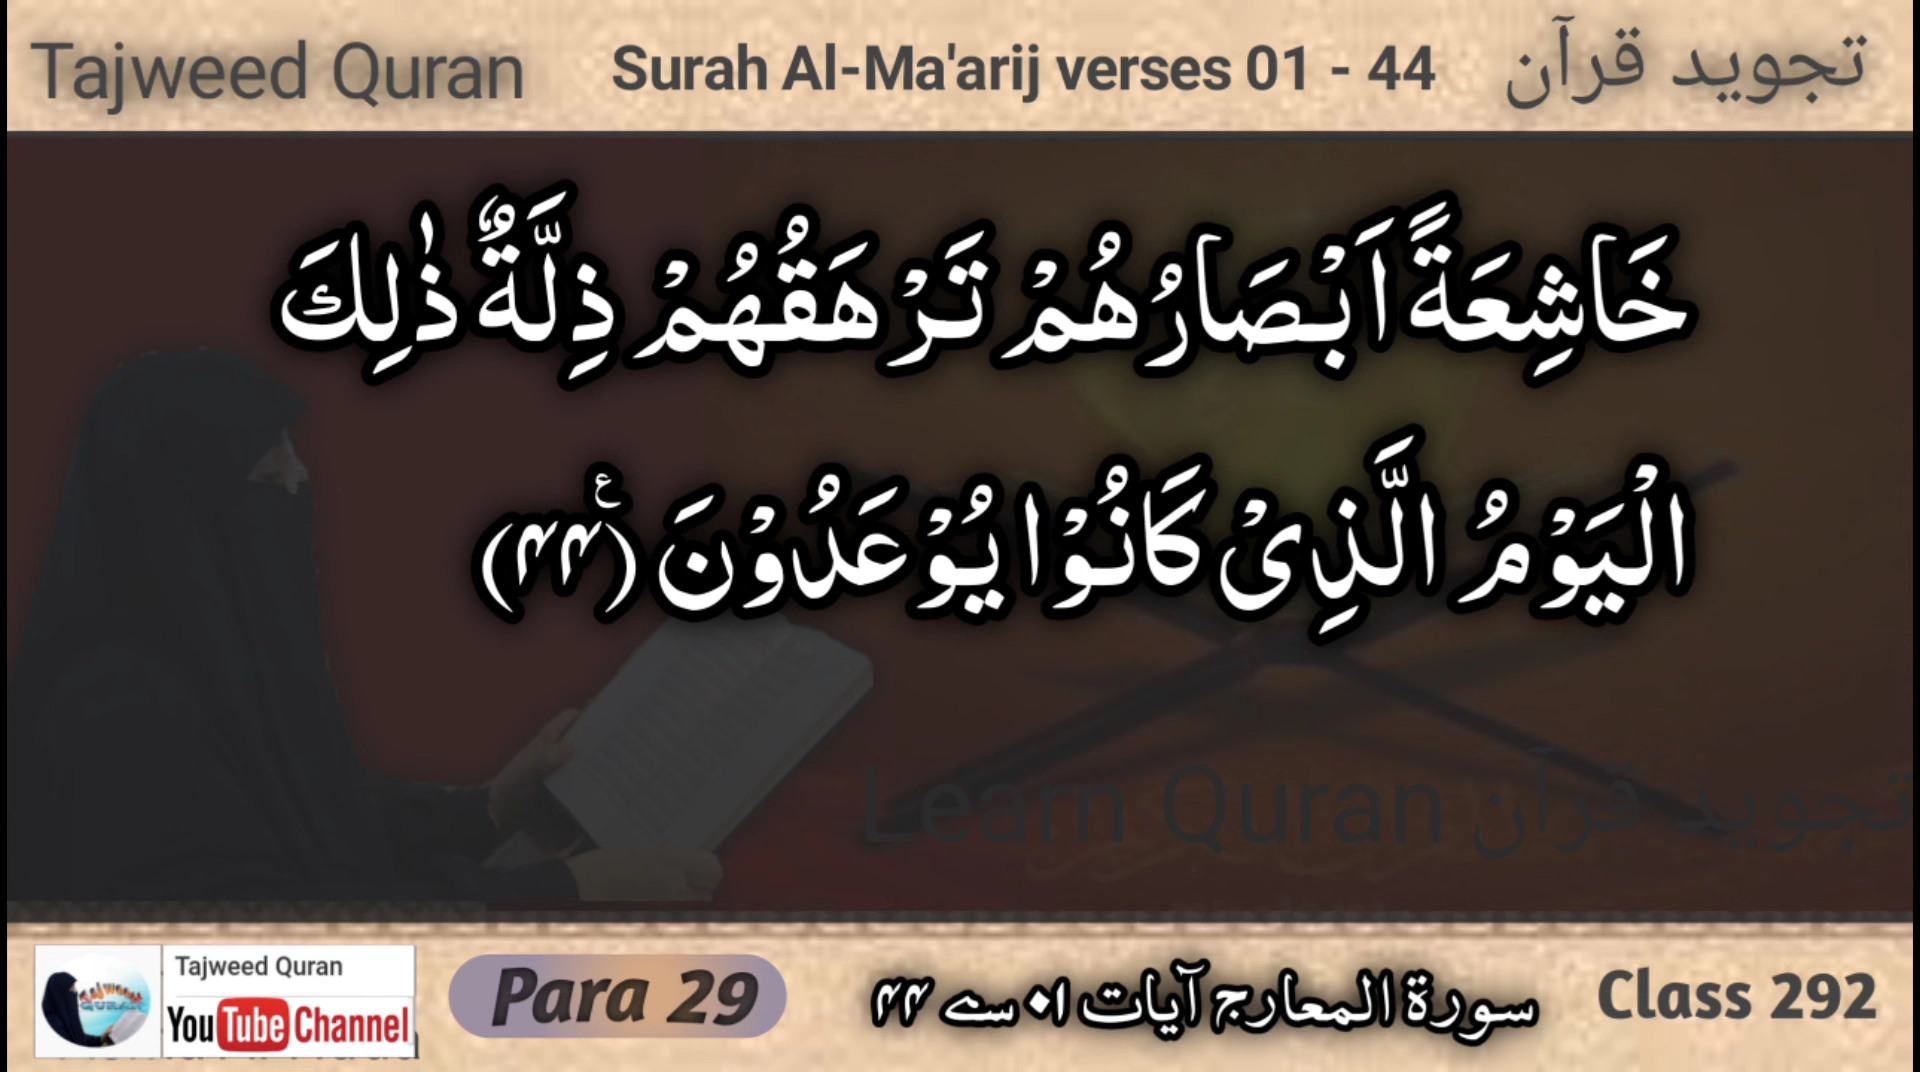 Tajweed Quran
Surah Al-Ma'arij verses 01 - 44
تجوید قرآن
خَاشِعَةً اَبْصَارُهُمْ تَرْهَقُهُمْ ذِلَّةٌ ؕ ذٰلِكَ
الْیَوْمُ الَّذِیْ كَانُوْا یُوْعَدُوْنَ۠ (۴۴)
Learn Quran تجوید قرآن
Tajweed Quran
YouTube Channel
Para 29
سورۃ المعارج آیات ۰۱ سے ۴۴
Class 292